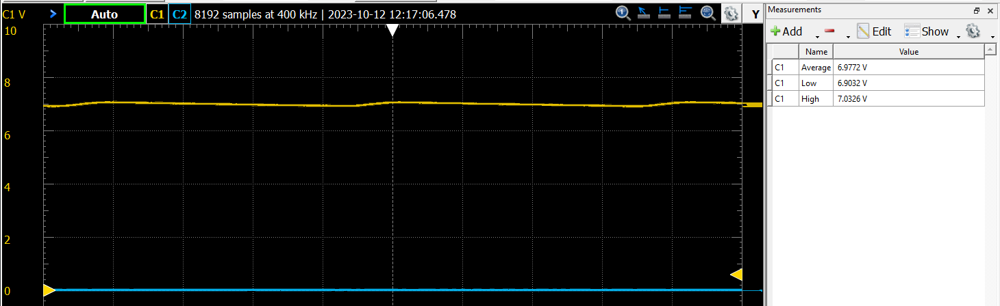 C1 V Auto C1 C2 8192 samples at 400 kHz | 2023-10-12 12:17:06.478 1 Y
10
8
6
4
2
0
Measurements
Add Edit Show
Name Value
C1 Average 6.9772 V
C1 Low 6.9032 V
C1 High 7.0326 V